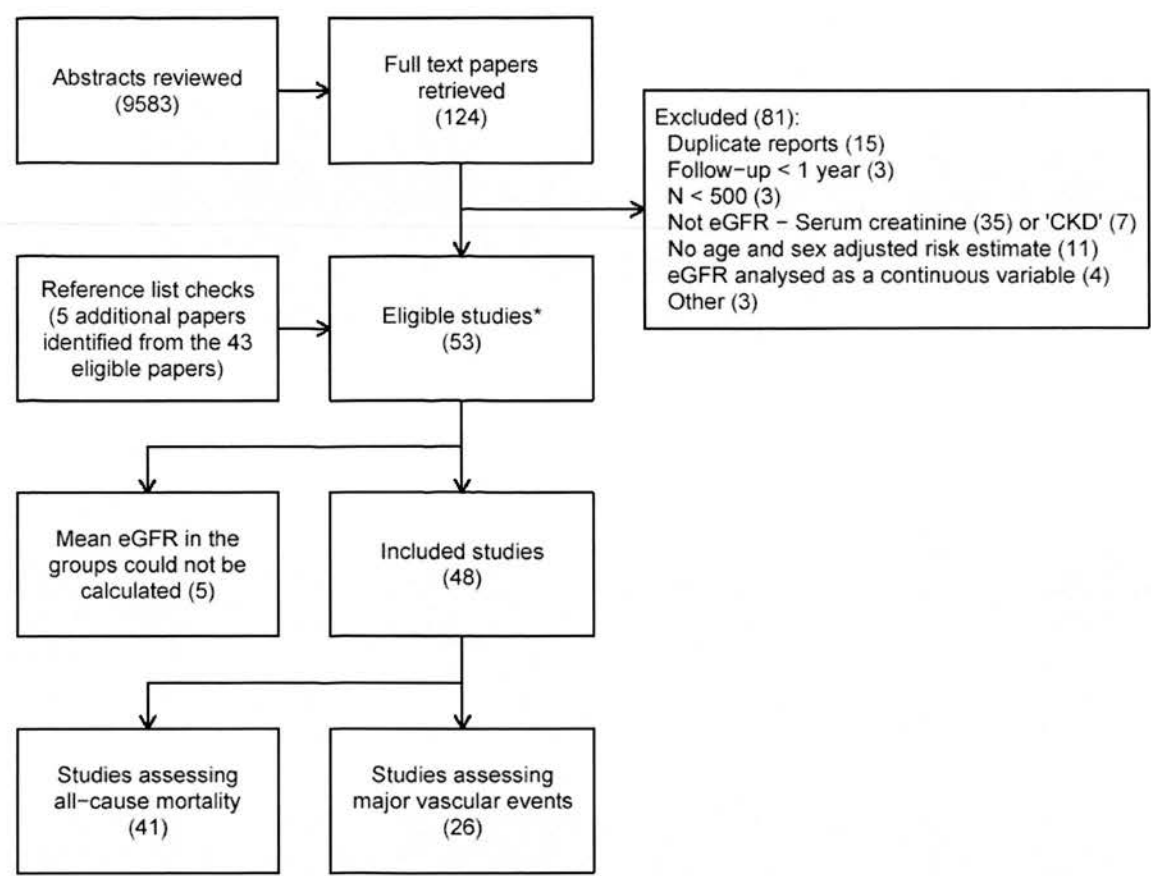 Abstracts reviewed
(9583)
Full text papers
retrieved
(124)
Excluded (81):
Duplicate reports (15)
Follow−up < 1 year (3)
N < 500 (3)
Not eGFR − Serum creatinine (35) or 'CKD' (7)
No age and sex adjusted risk estimate (11)
eGFR analysed as a continuous variable (4)
Other (3)
Reference list checks
(5 additional papers
identified from the 43
eligible papers)
Eligible studies*
(53)
Mean eGFR in the
groups could not be
calculated (5)
Included studies
(48)
Studies assessing
all−cause mortality
(41)
Studies assessing
major vascular events
(26)